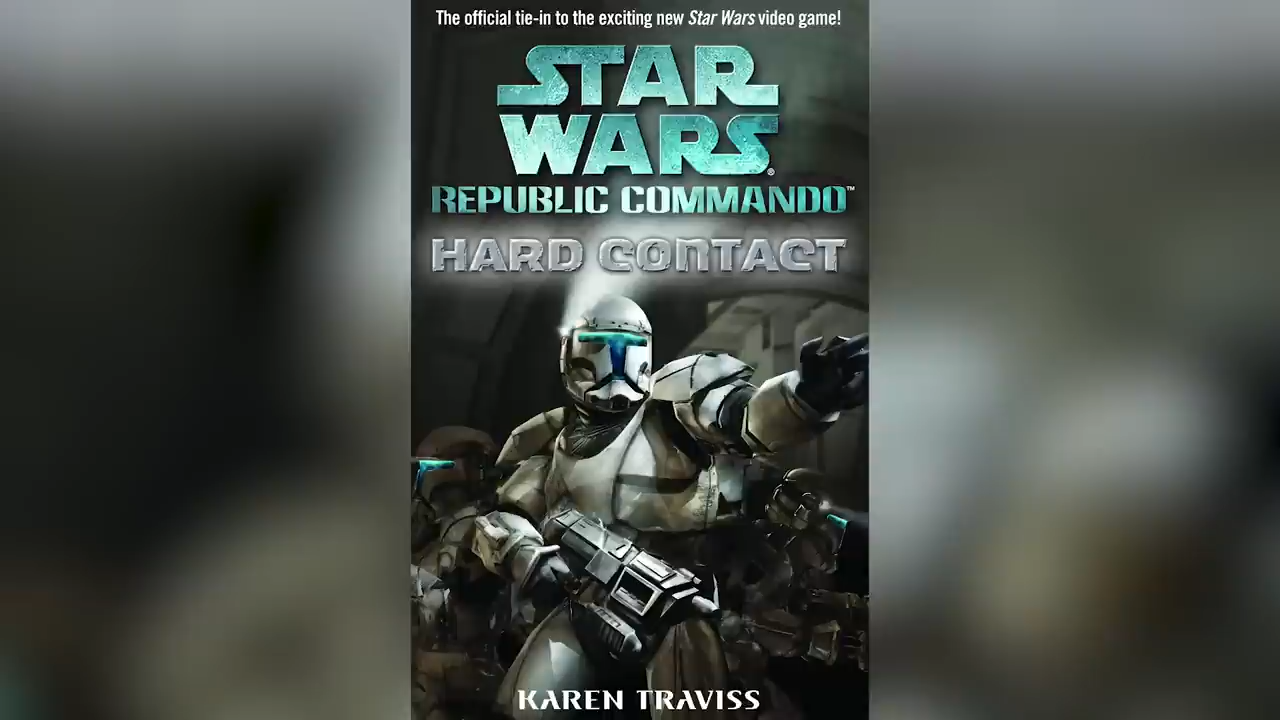 The official tie-in to the exciting new Star Wars video game!
STAR
WARS®
REPUBLIC COMMANDO™
HARD CONTACT
KAREN TRAVISS